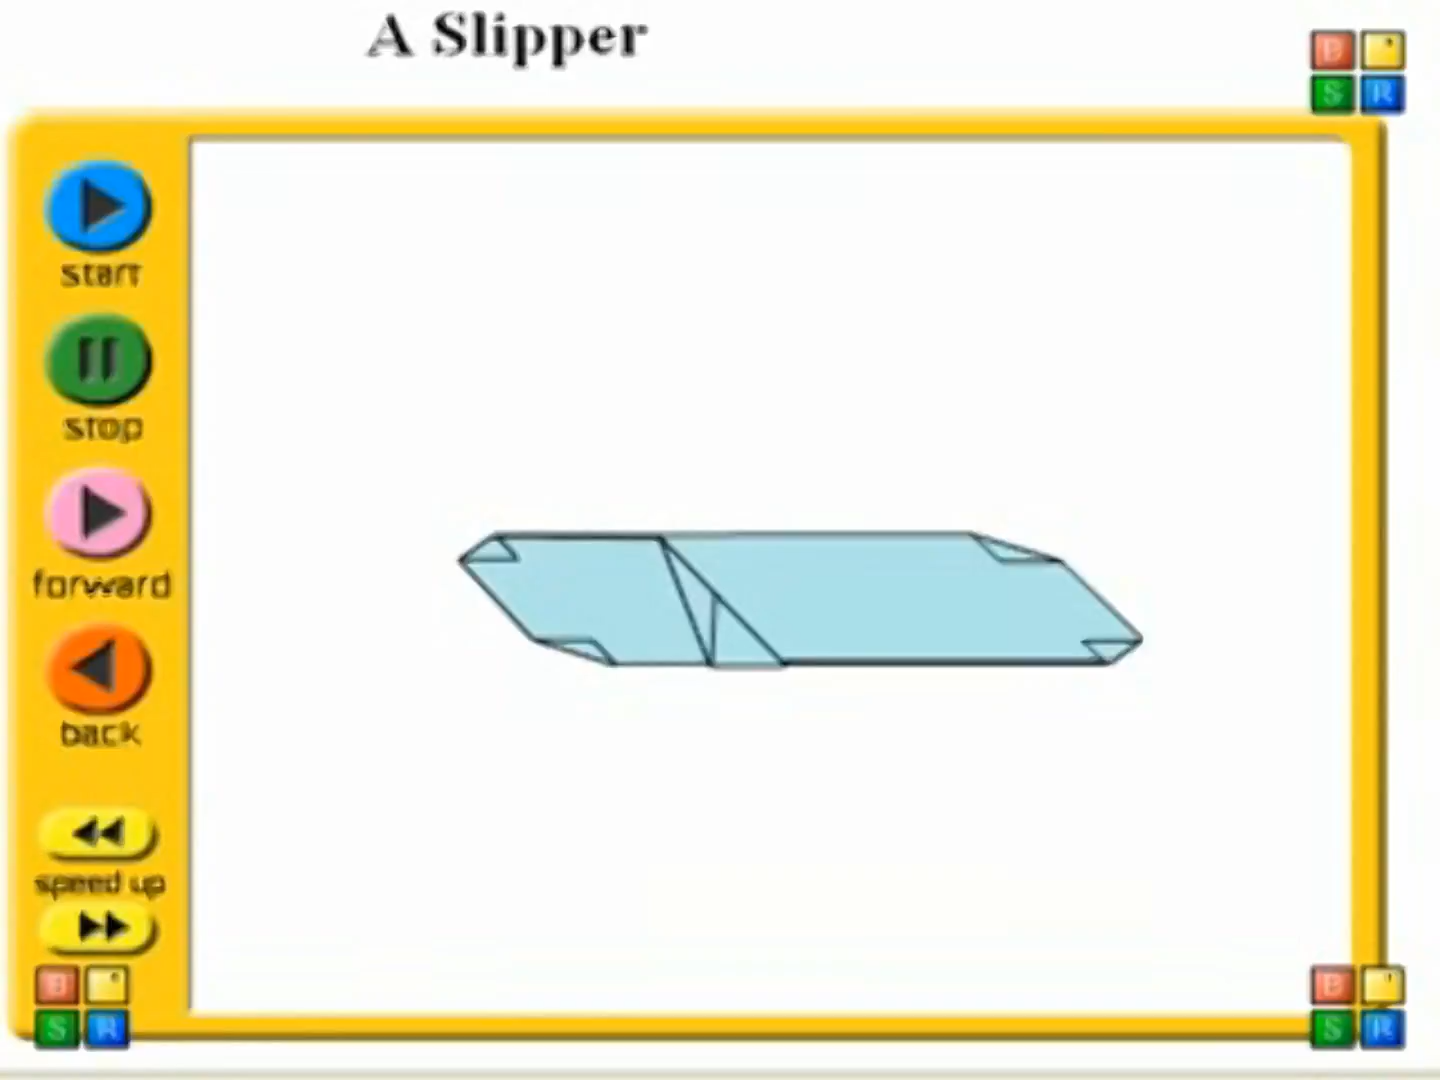 A Slipper
B
S R
start
stop
forward
back
speed up
B
S R
B
S R